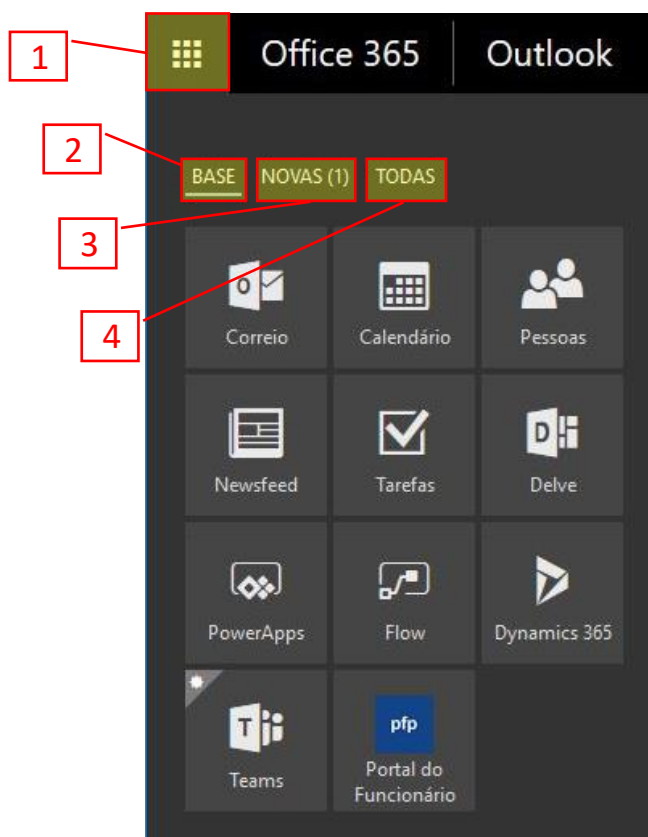 1
Office 365
Outlook
2
BASE
NOVAS (1)
TODAS
3
4
Correio
Calendário
Pessoas
Newsfeed
Tarefas
Delve
PowerApps
Flow
Dynamics 365
Teams
pfp
Portal do
Funcionário